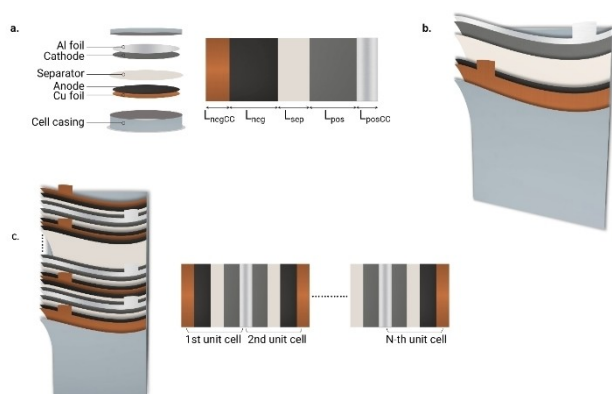 a.
Al foil
Cathode
Separator
Anode
Cu foil
Cell casing
LnegCC Lneg Lsep Lpos LposCC
b.
c.
1st unit cell 2nd unit cell N-th unit cell